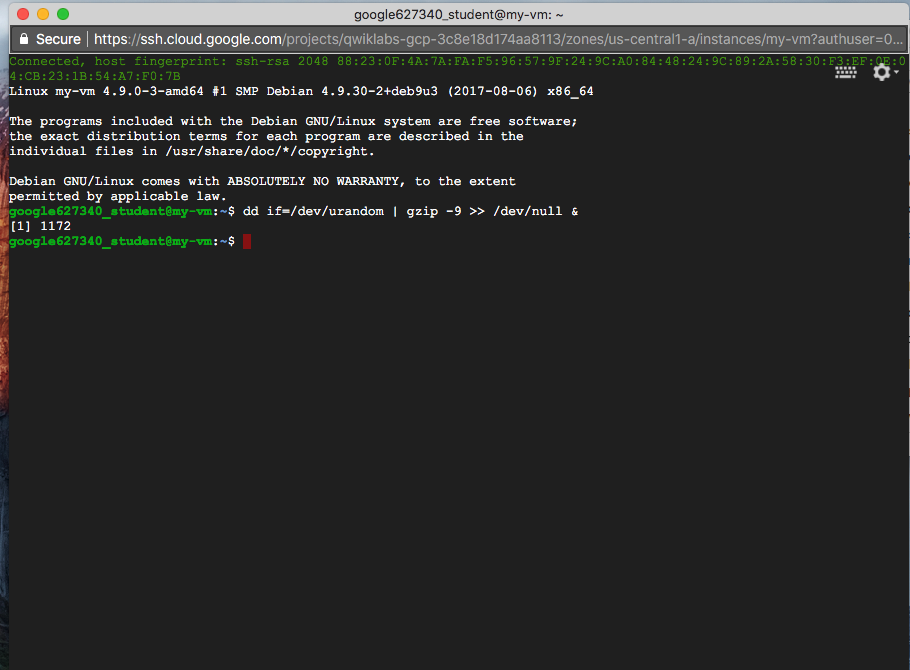 google627340_student@my-vm: ~
Secure | https://ssh.cloud.google.com/projects/qwiklabs-gcp-3c8e18d174aa8113/zones/us-central1-a/instances/my-vm?authuser=0...
Connected, host fingerprint: ssh-rsa 2048 88:23:0F:4A:7A:FA:F5:96:57:9F:24:9C:A0:84:48:24:9C:89:2A:58:30:F3:EF:0E:0
4:CB:23:1B:54:A7:F0:7B
Linux my-vm 4.9.0-3-amd64 #1 SMP Debian 4.9.30-2+deb9u3 (2017-08-06) x86_64
The programs included with the Debian GNU/Linux system are free software;
the exact distribution terms for each program are described in the
individual files in /usr/share/doc/*/copyright.
Debian GNU/Linux comes with ABSOLUTELY NO WARRANTY, to the extent
permitted by applicable law.
google627340_student@my-vm:~$ dd if=/dev/urandom | gzip -9 >> /dev/null &
[1] 1172
google627340_student@my-vm:~$